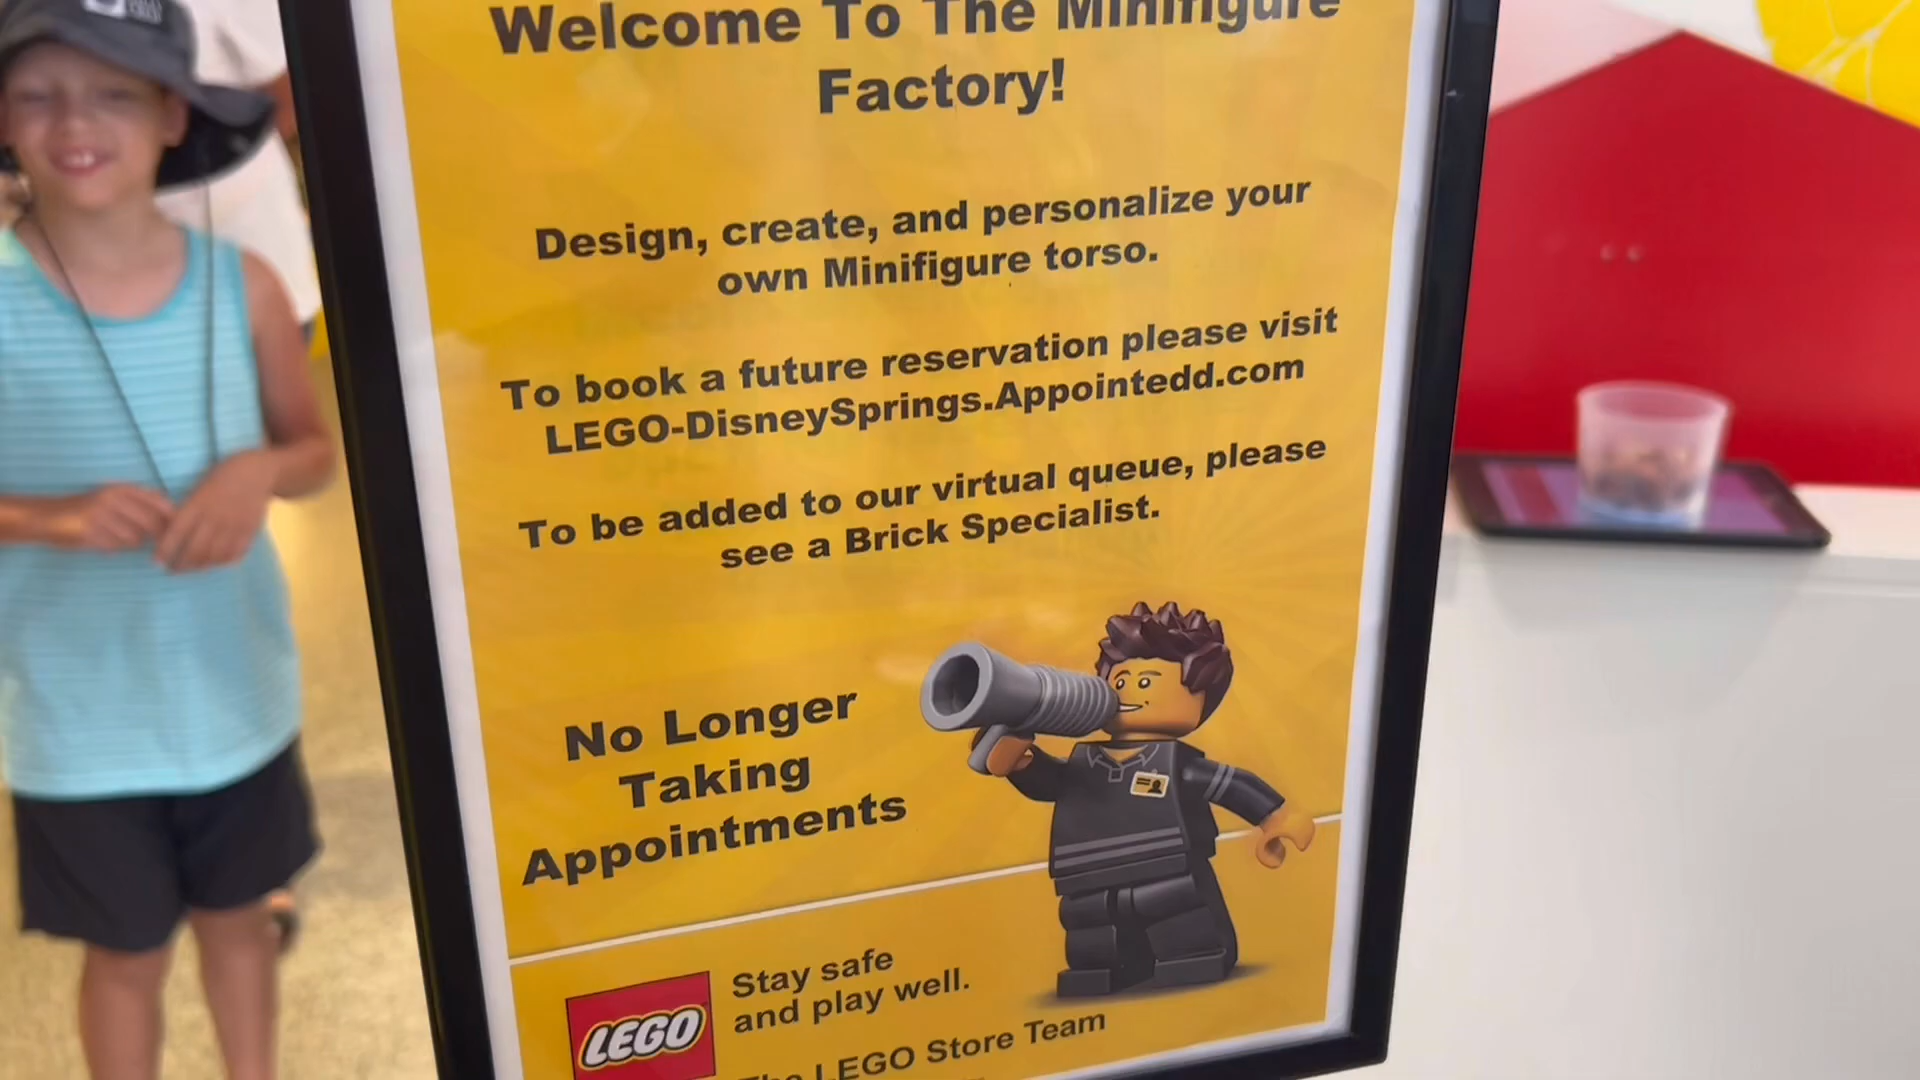 Welcome To The Minifigure
Factory!
Design, create, and personalize your
own Minifigure torso.
To book a future reservation please visit
LEGO-DisneySprings.Appointedd.com
To be added to our virtual queue, please
see a Brick Specialist.
No Longer
Taking
Appointments
LEGO
Stay safe
and play well.
The LEGO Store Team